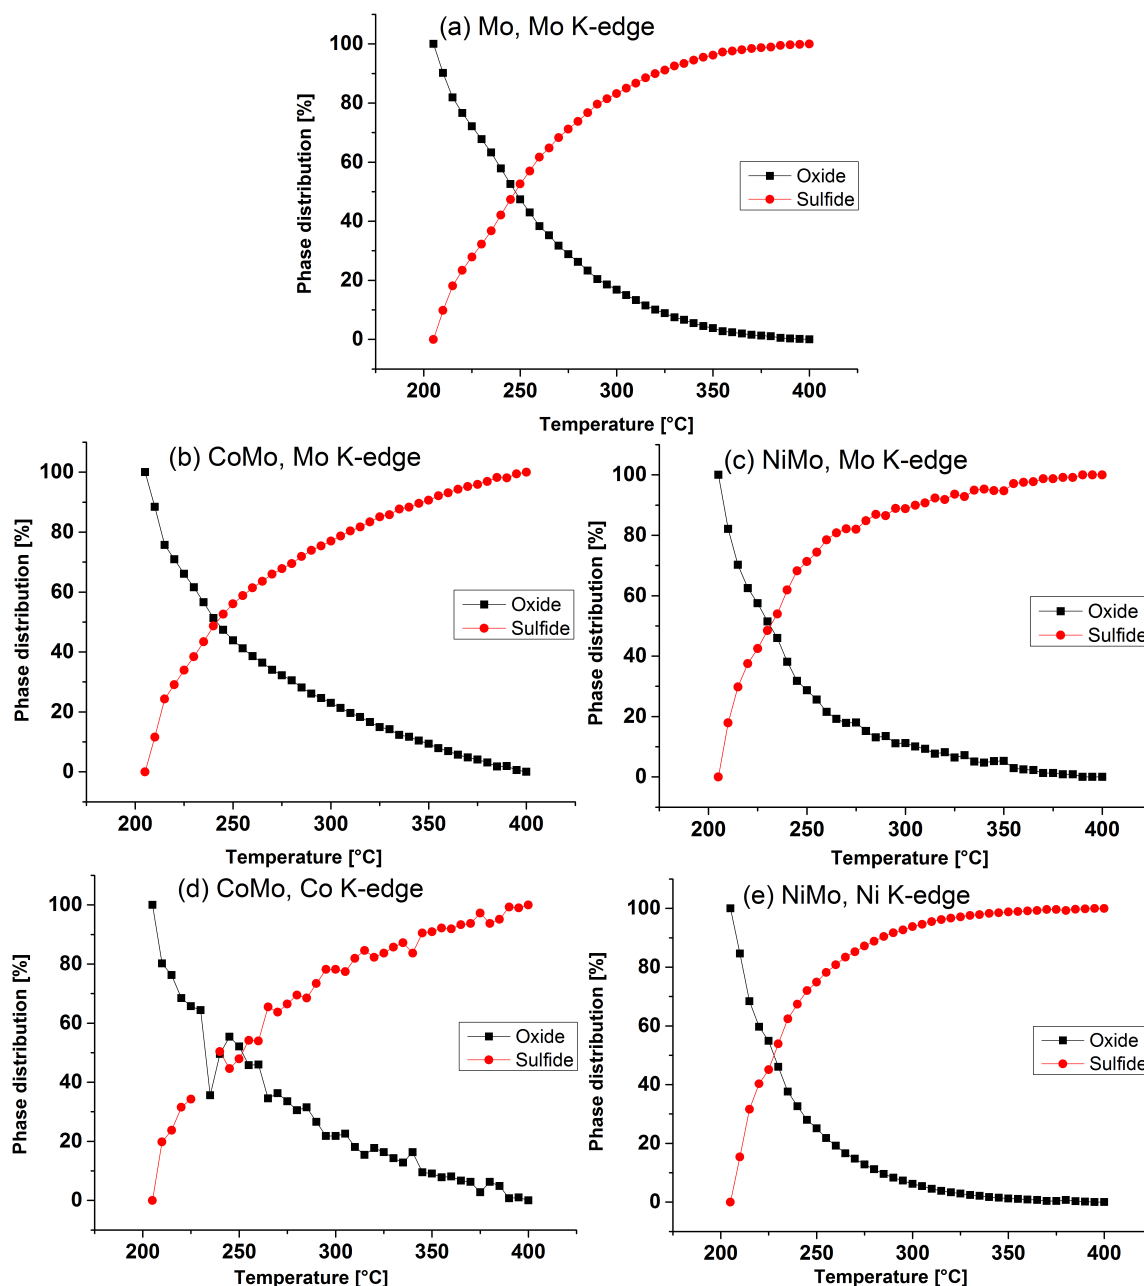 (a) Mo, Mo K-edge
Phase distribution [%]
100
80
60
40
20
0
Oxide
Sulfide
200 250 300 350 400
Temperature [°C]
(b) CoMo, Mo K-edge
Phase distribution [%]
100
80
60
40
20
0
Oxide
Sulfide
200 250 300 350 400
Temperature [°C]
(c) NiMo, Mo K-edge
Phase distribution [%]
100
80
60
40
20
0
Oxide
Sulfide
200 250 300 350 400
Temperature [°C]
(d) CoMo, Co K-edge
Phase distribution [%]
100
80
60
40
20
0
Oxide
Sulfide
200 250 300 350 400
Temperature [°C]
(e) NiMo, Ni K-edge
Phase distribution [%]
100
80
60
40
20
0
Oxide
Sulfide
200 250 300 350 400
Temperature [°C]